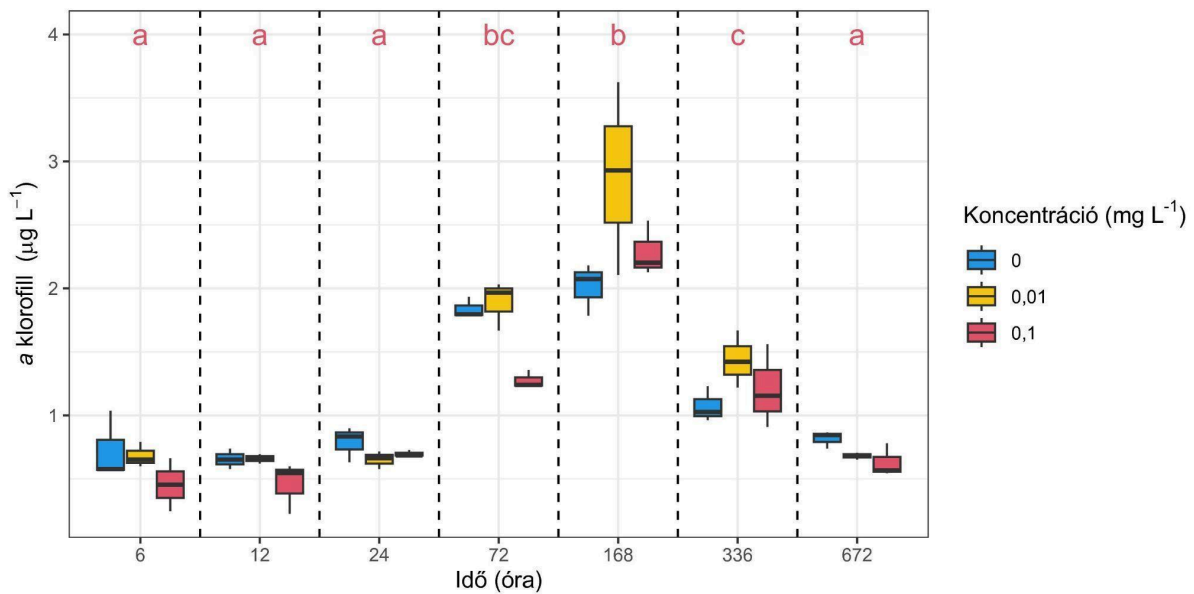 4
a a a bc b c a
3
2
1
a klorofill (μg L⁻¹)
6 12 24 72 168 336 672
Idő (óra)
Koncentráció (mg L⁻¹)
0
0,01
0,1